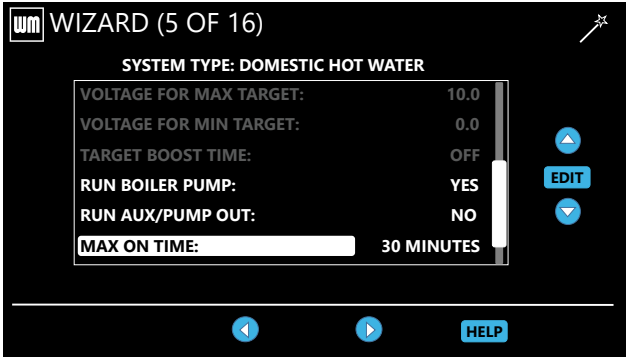 wm WIZARD (5 OF 16)
SYSTEM TYPE: DOMESTIC HOT WATER
VOLTAGE FOR MAX TARGET: 10.0
VOLTAGE FOR MIN TARGET: 0.0
TARGET BOOST TIME: OFF
RUN BOILER PUMP: YES
RUN AUX/PUMP OUT: NO
MAX ON TIME: 30 MINUTES
EDIT
HELP